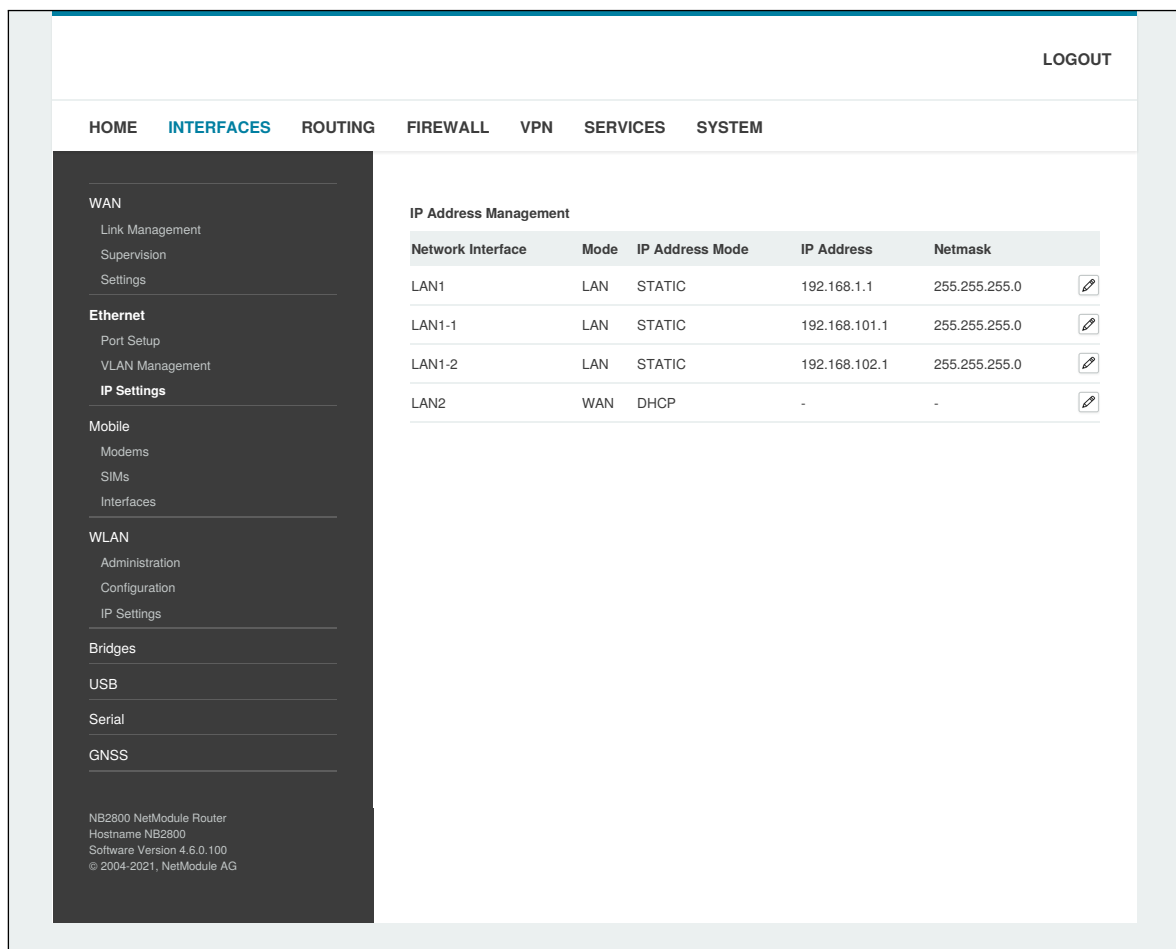 LOGOUT
HOME INTERFACES ROUTING FIREWALL VPN SERVICES SYSTEM
WAN
Link Management
Supervision
Settings
Ethernet
Port Setup
VLAN Management
IP Settings
Mobile
Modems
SIMs
Interfaces
WLAN
Administration
Configuration
IP Settings
Bridges
USB
Serial
GNSS
NB2800 NetModule Router
Hostname NB2800
Software Version 4.6.0.100
© 2004-2021, NetModule AG
IP Address Management
Network Interface Mode IP Address Mode IP Address Netmask
LAN1 LAN STATIC 192.168.1.1 255.255.255.0
LAN1-1 LAN STATIC 192.168.101.1 255.255.255.0
LAN1-2 LAN STATIC 192.168.102.1 255.255.255.0
LAN2 WAN DHCP - -